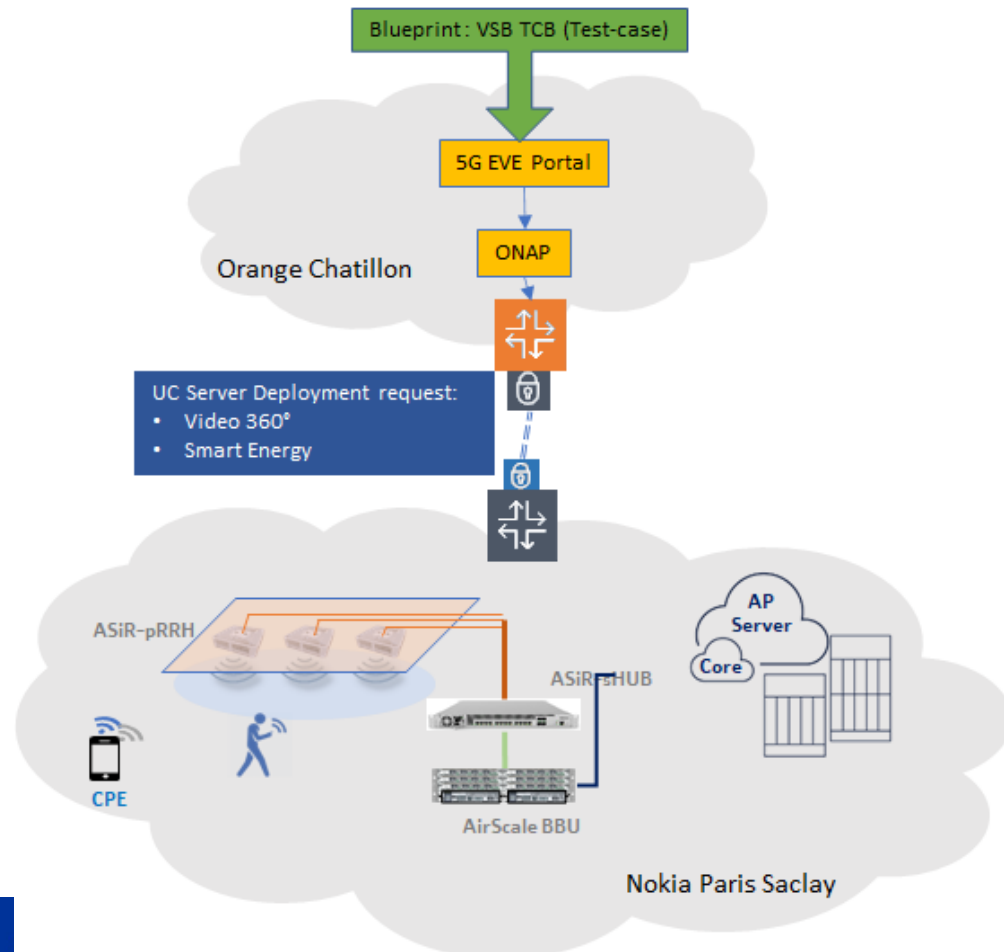 Blueprint: VSB TCB (Test-case)
5G EVE Portal
ONAP
Orange Chatillon
UC Server Deployment request:
• Video 360°
• Smart Energy
ASiR-pRRH
AP
Server
Core
ASiR-sHUB
CPE
AirScale BBU
Nokia Paris Saclay